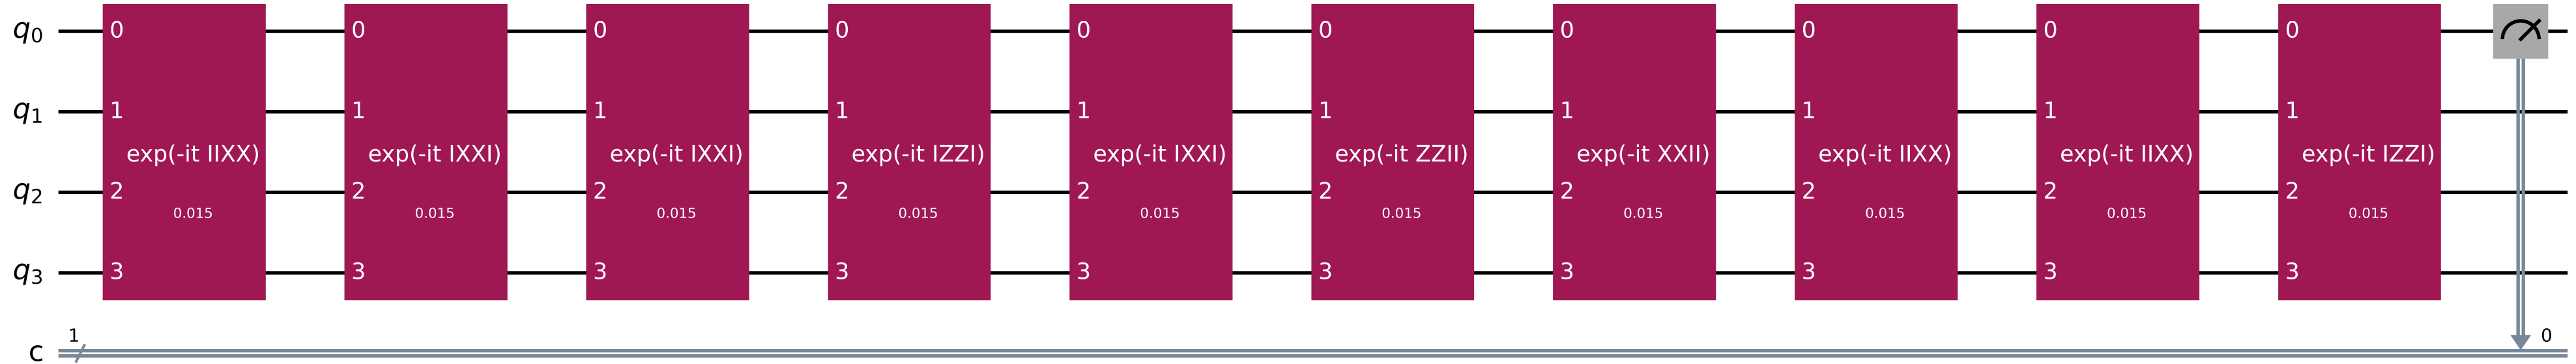 q0 0 0 0 0 0 0 0 0 0 0
q1 1 1 1 1 1 1 1 1 1 1
exp(-it IIXX) exp(-it IXXI) exp(-it IXXI) exp(-it IZZI) exp(-it IXXI) exp(-it ZZII) exp(-it XXII) exp(-it IIXX) exp(-it IIXX) exp(-it IZZI)
q2 2 2 2 2 2 2 2 2 2 2
0.015 0.015 0.015 0.015 0.015 0.015 0.015 0.015 0.015 0.015
q3 3 3 3 3 3 3 3 3 3 3
1 0
c